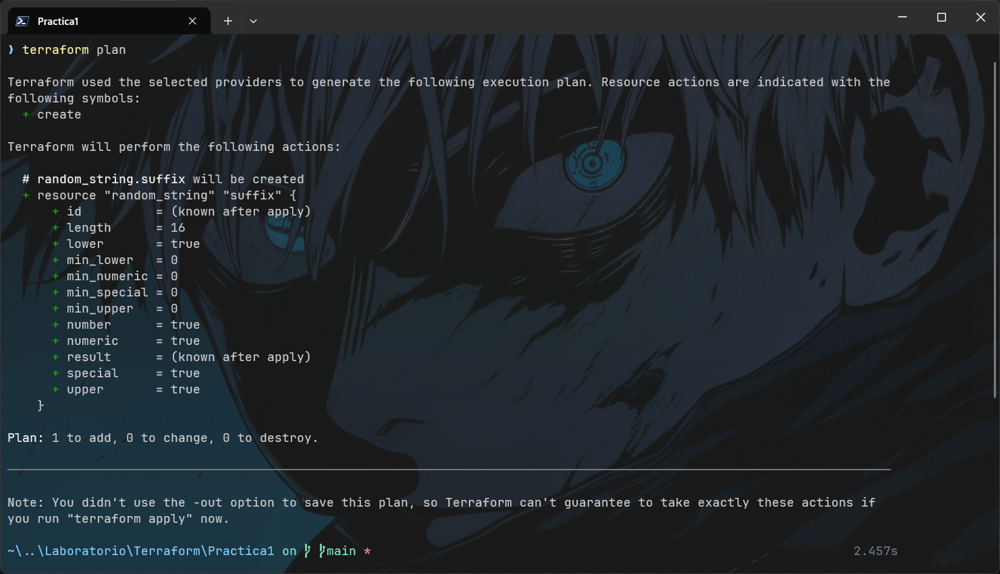 Practica1
❯ terraform plan
Terraform used the selected providers to generate the following execution plan. Resource actions are indicated with the
following symbols:
  + create
Terraform will perform the following actions:
  # random_string.suffix will be created
  + resource "random_string" "suffix" {
      + id          = (known after apply)
      + length      = 16
      + lower       = true
      + min_lower   = 0
      + min_numeric = 0
      + min_special = 0
      + min_upper   = 0
      + number      = true
      + numeric     = true
      + result      = (known after apply)
      + special     = true
      + upper       = true
    }
Plan: 1 to add, 0 to change, 0 to destroy.
Note: You didn't use the -out option to save this plan, so Terraform can't guarantee to take exactly these actions if
you run "terraform apply" now.
~\..\Laboratorio\Terraform\Practica1 on main * 2.457s